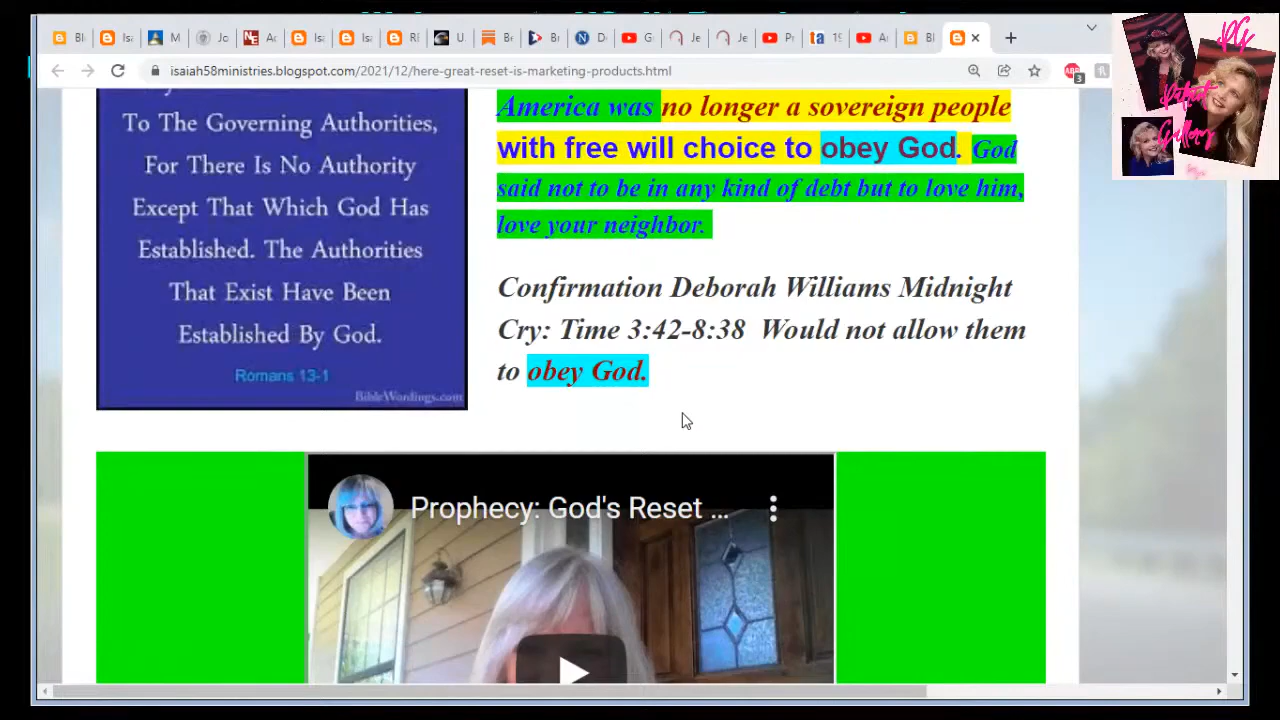 isaiah58ministries.blogspot.com/2021/12/here-great-reset-is-marketing-products.html
PG
Patriot
Gallery
To The Governing Authorities,
For There Is No Authority
Except That Which God Has
Established. The Authorities
That Exist Have Been
Established By God.
Romans 13-1
BibleWordings.com
America was no longer a sovereign people
with free will choice to obey God. God
said not to be in any kind of debt but to love him,
love your neighbor.
Confirmation Deborah Williams Midnight
Cry: Time 3:42-8:38 Would not allow them
to obey God.
Prophecy: God's Reset ...